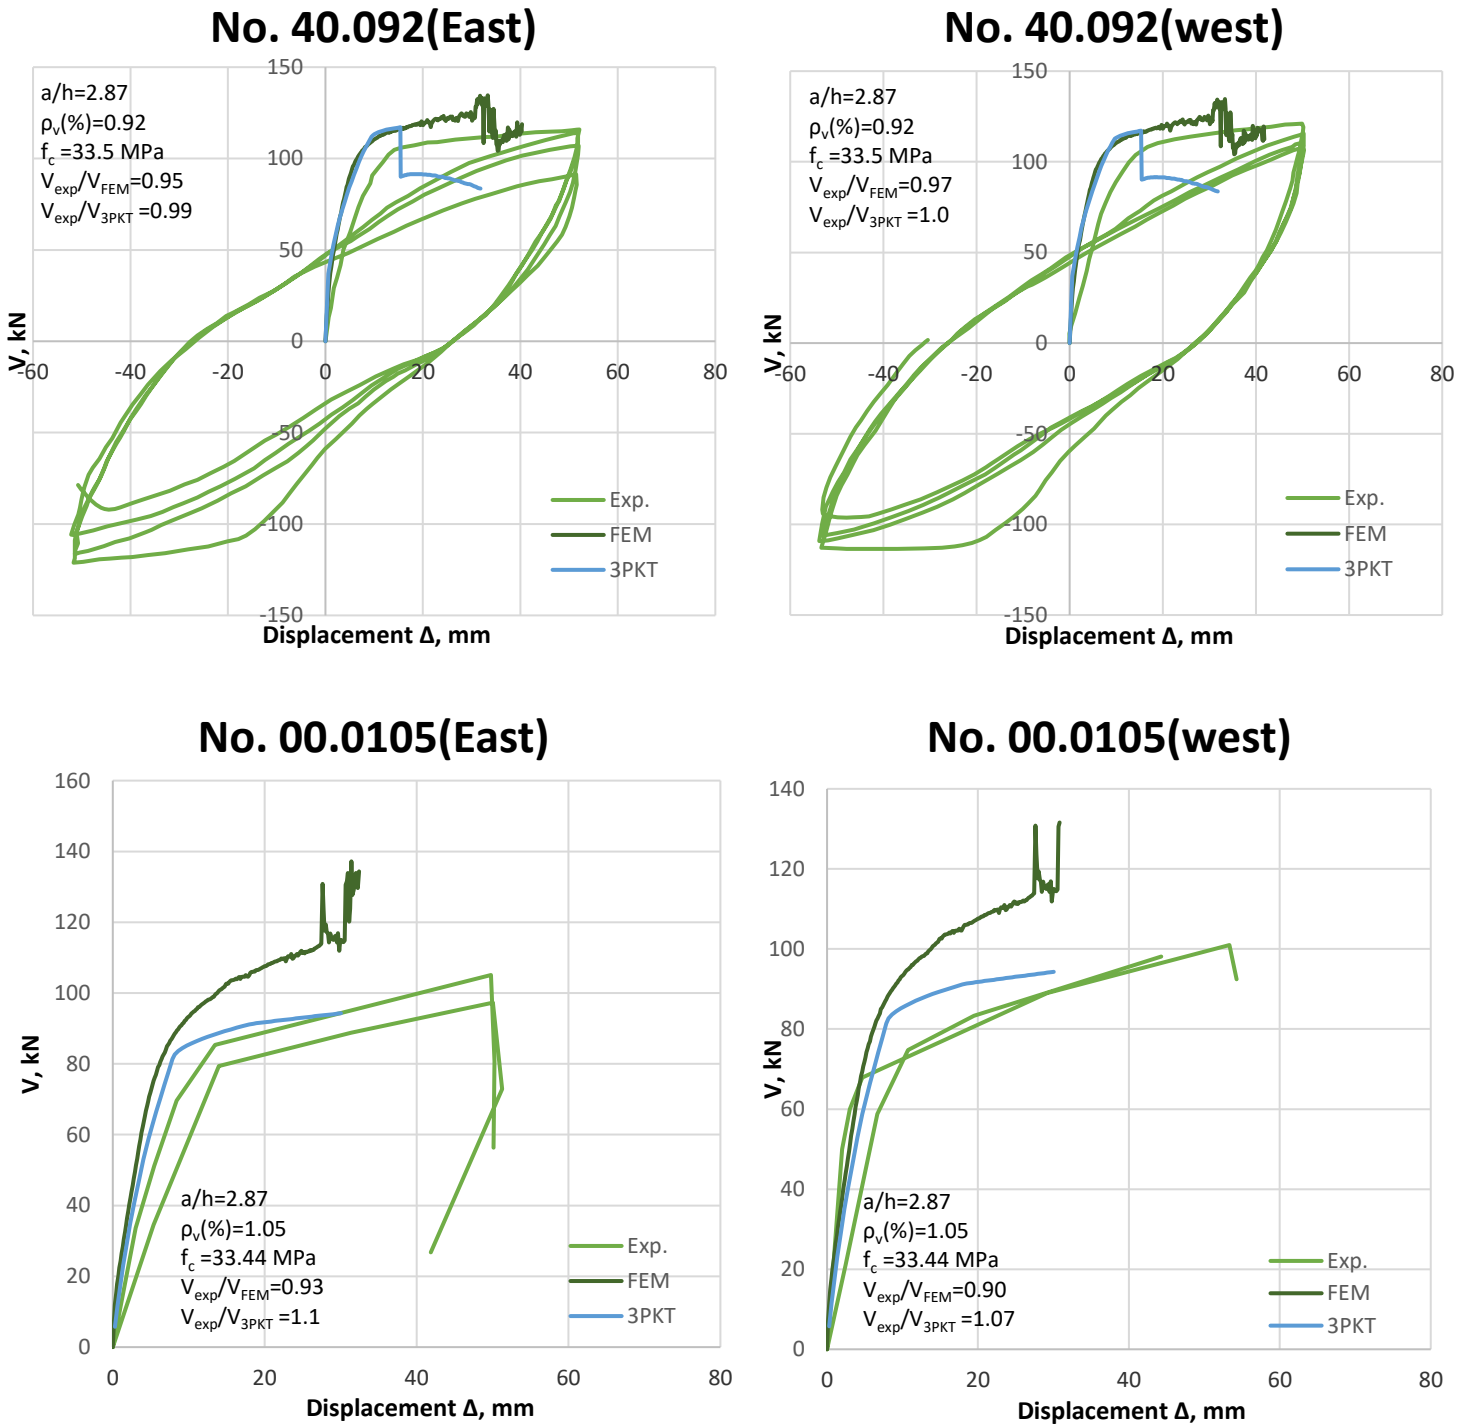 No. 40.092(East)
a/h=2.87
ρv(%)=0.92
fc =33.5 MPa
Vexp/VFEM=0.95
Vexp/V3PKT =0.99
150
100
50
0
-50
-100
-150
-60
-40
-20
0
20
40
60
80
V, kN
Displacement Δ, mm
Exp.
FEM
3PKT
No. 40.092(west)
a/h=2.87
ρv(%)=0.92
fc =33.5 MPa
Vexp/VFEM=0.97
Vexp/V3PKT =1.0
150
100
50
0
-50
-100
-150
-60
-40
-20
0
20
40
60
80
V, kN
Displacement Δ, mm
Exp.
FEM
3PKT
No. 00.0105(East)
160
140
120
100
80
60
40
20
0
0
20
40
60
80
V, kN
Displacement Δ, mm
a/h=2.87
ρv(%)=1.05
fc =33.44 MPa
Vexp/VFEM=0.93
Vexp/V3PKT =1.1
Exp.
FEM
3PKT
No. 00.0105(west)
140
120
100
80
60
40
20
0
0
20
40
60
80
V, kN
Displacement Δ, mm
a/h=2.87
ρv(%)=1.05
fc =33.44 MPa
Vexp/VFEM=0.90
Vexp/V3PKT =1.07
Exp.
FEM
3PKT